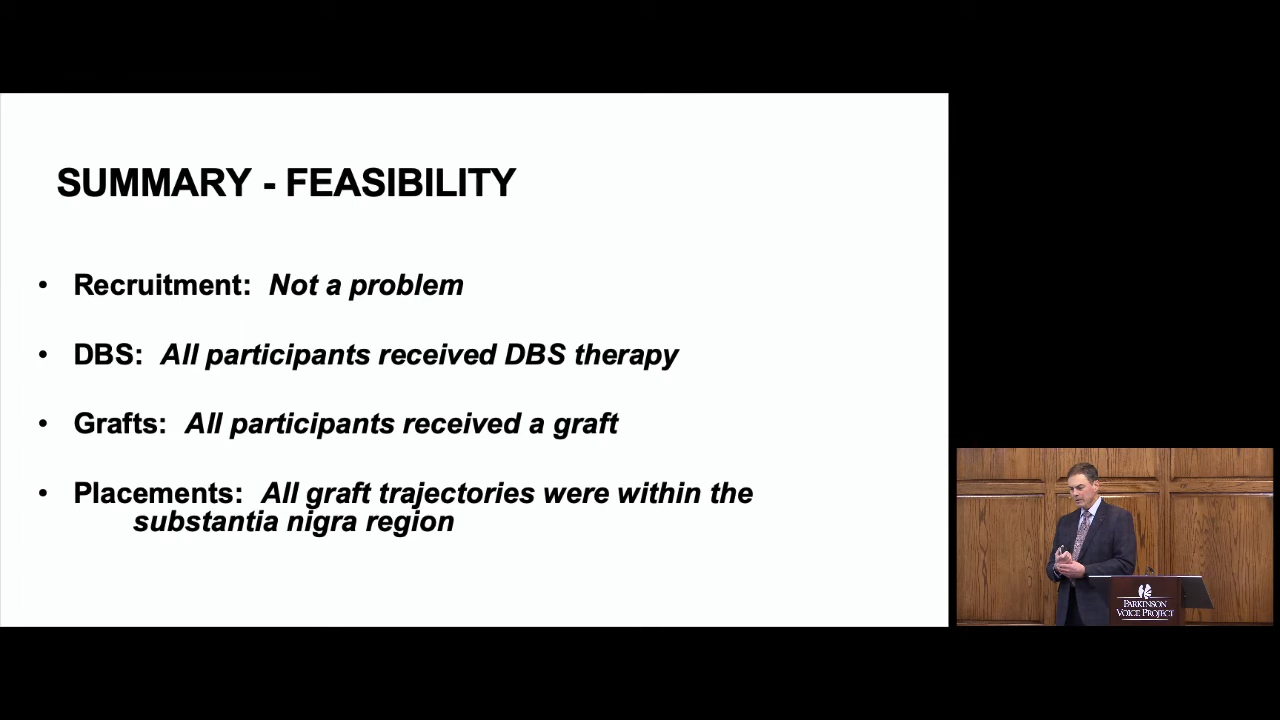 SUMMARY - FEASIBILITY
• Recruitment: Not a problem
• DBS: All participants received DBS therapy
• Grafts: All participants received a graft
• Placements: All graft trajectories were within the
substantia nigra region
PARKINSON
VOICE PROJECT